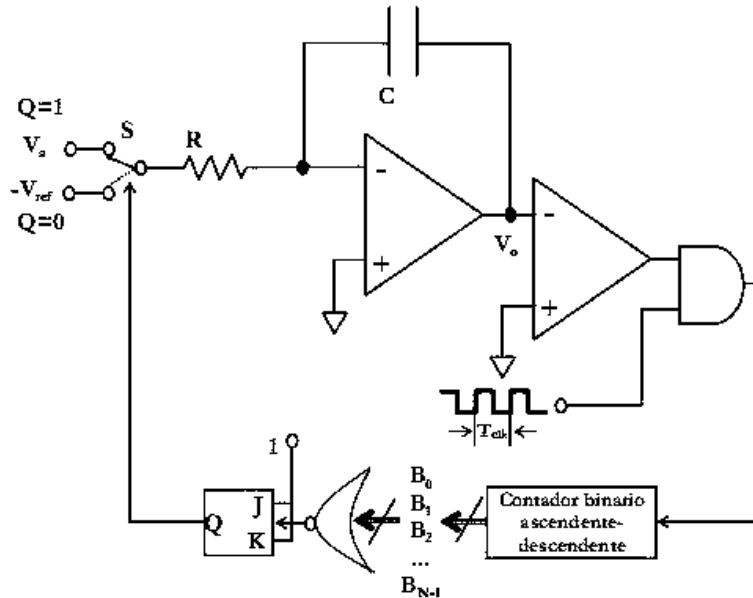 C
Q=1
S
R
Va
-Vref
Q=0
-
+
Vo
-
+
Tclk
1
Q
J
K
B0
B1
B2
...
BN-1
Contador binario
ascendente-
descendente